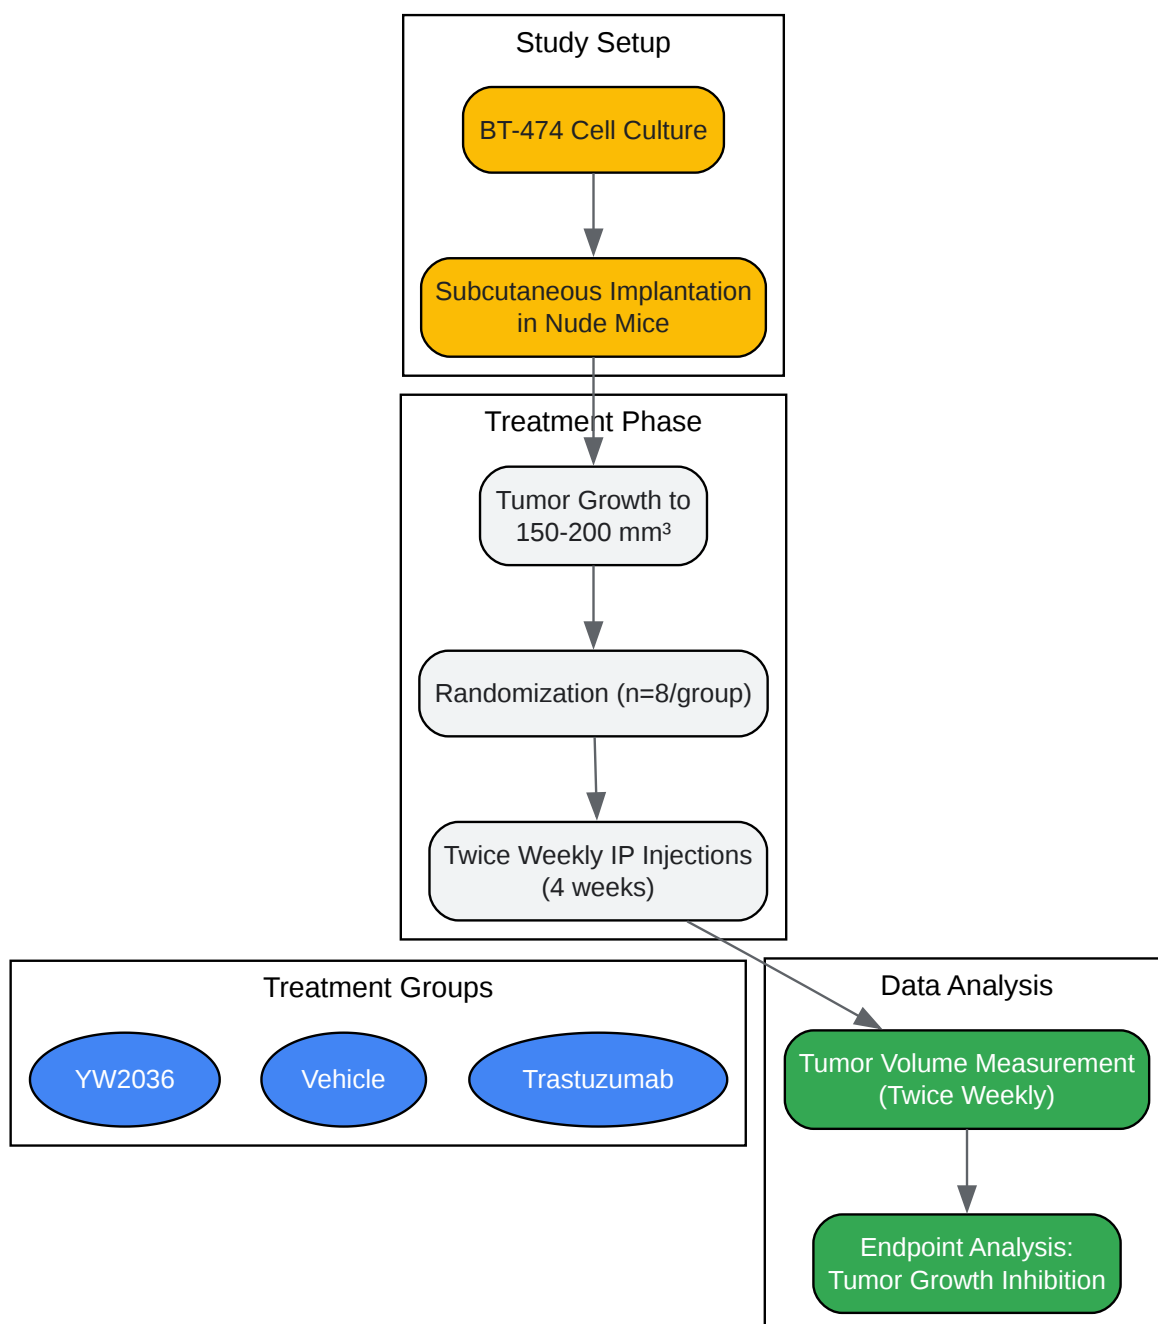 Study Setup
BT-474 Cell Culture
Subcutaneous Implantation
in Nude Mice
Treatment Phase
Tumor Growth to
150-200 mm³
Randomization (n=8/group)
Twice Weekly IP Injections
(4 weeks)
Treatment Groups
YW2036
Vehicle
Trastuzumab
Data Analysis
Tumor Volume Measurement
(Twice Weekly)
Endpoint Analysis:
Tumor Growth Inhibition